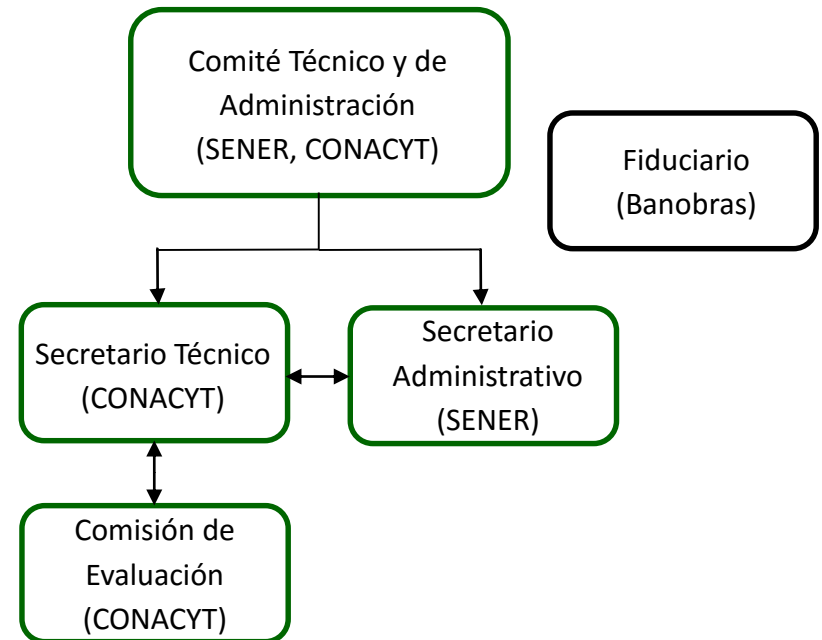 Comité Técnico y de
Administración
(SENER, CONACYT)
Fiduciario
(Banobras)
Secretario Técnico
(CONACYT)
Secretario
Administrativo
(SENER)
Comisión de
Evaluación
(CONACYT)